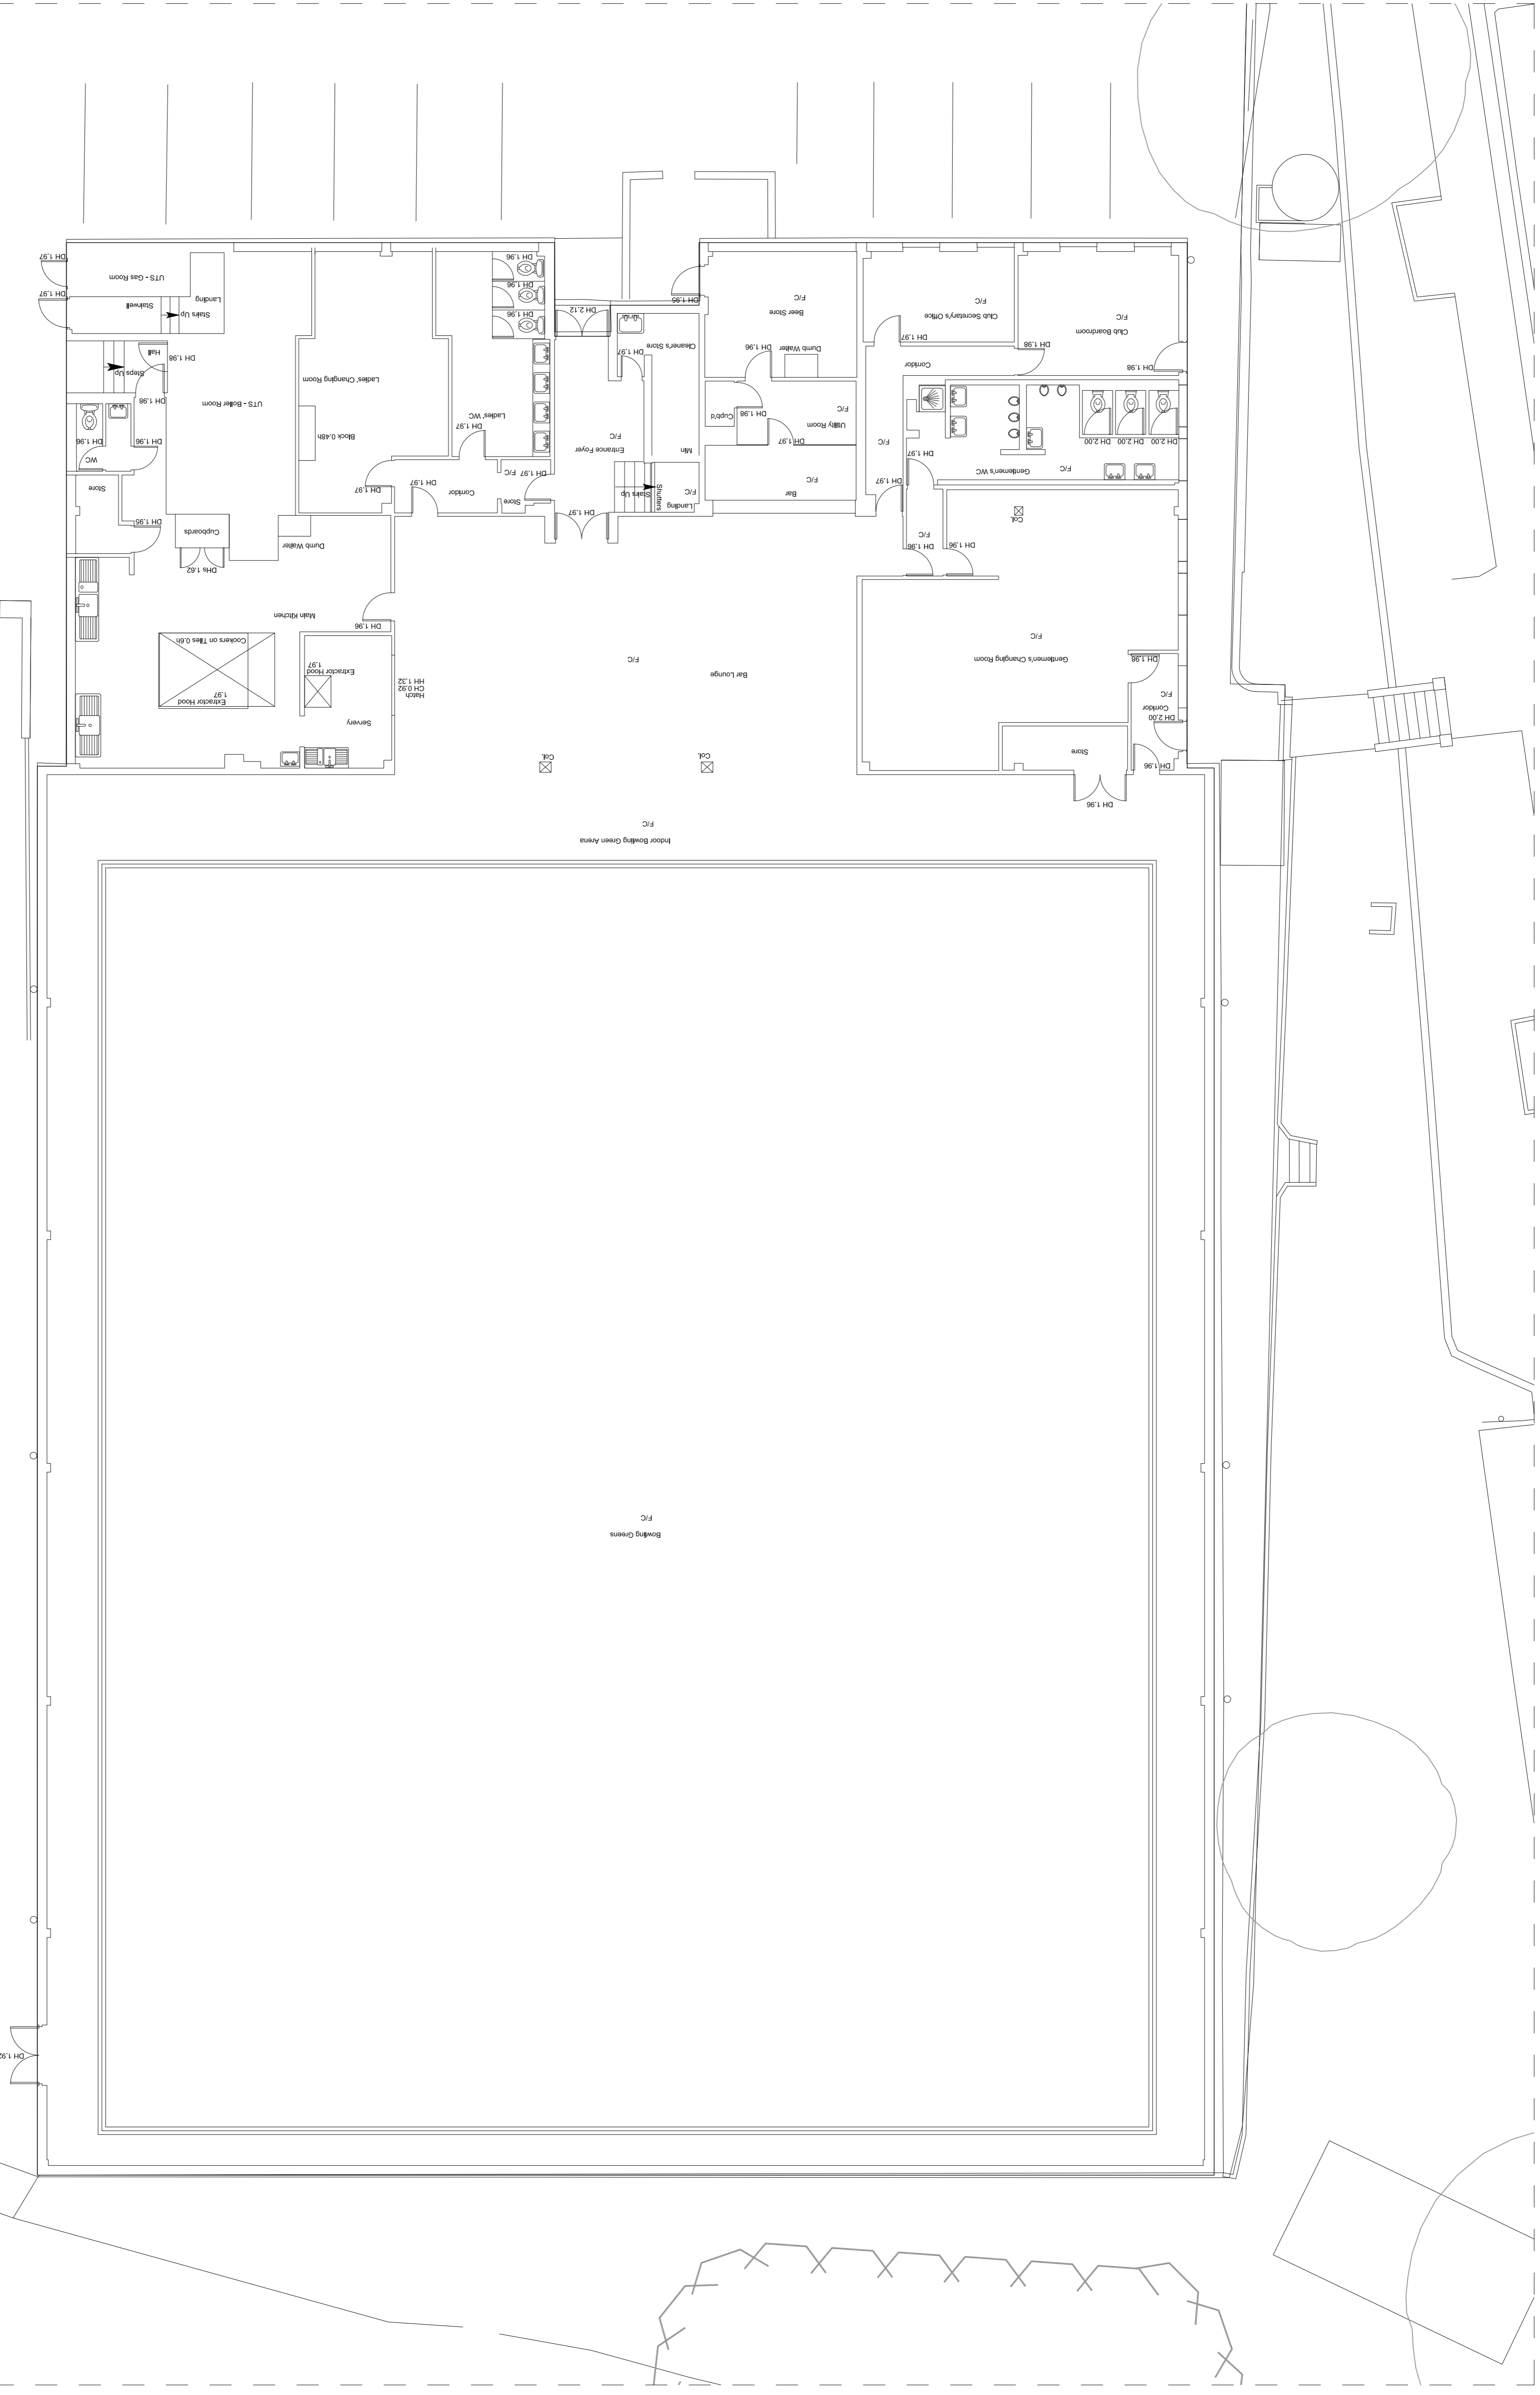 DH 1.92
Bowling Greens
F/C
Indoor Bowling Green Arena
F/C
DH 1.96
DH 1.96
Store
DH 2.00
Corridor
F/C
DH 1.98
Gentlemen's Changing Room
F/C
Col.
Col.
Bar Lounge
F/C
Servery
Hatch
CH 0.92
HH 1.32
Extractor Hood
1.97
Extractor Hood
1.97
Cookers on Tiles 0.6h
DH 1.96
Main Kitchen
DHs 1.62
DH 1.96
DH 1.96
F/C
Col.
Dumb Waiter
Cupboards
DH 1.95
Store
DH 1.97
Landing
F/C
Shutters
Stairs Up
Store
F/C
DH 1.97
Corridor
DH 1.97
DH 1.97
DH 1.97
Bar
F/C
Gentlemen's WC
F/C
DH 1.97
F/C
DH 2.00
DH 2.00
DH 2.00
DH 1.97
Utility Room
F/C
DH 1.98
Cupb'd
Min
Entrance Foyer
F/C
DH 1.97
Ladies' WC
Block 0.48h
Ladies' Changing Room
WC
DH 1.96
DH 1.96
UTS - Boiler Room
DH 1.98
Steps Up
DH 1.98
Hall
DH 1.98
Corridor
DH 1.98
DH 1.97
Club Boardroom
F/C
Club Secretary's Office
F/C
Dumb Waiter
DH 1.96
Beer Store
F/C
DH 1.97
Cleaner's Store
DH 1.95
DH 2.12
DH 1.96
DH 1.96
DH 1.96
Stairs Up
Landing
Stairwell
UTS - Gas Room
DH 1.97
DH 1.97